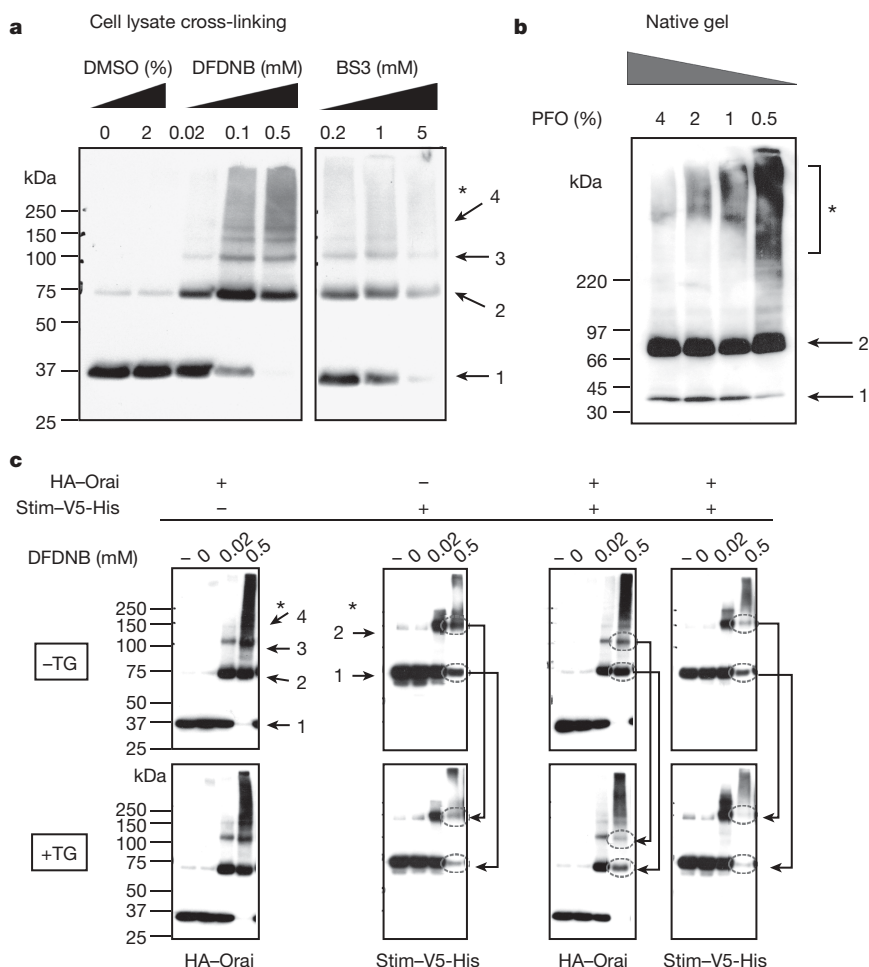 a
Cell lysate cross-linking
DMSO (%) DFDNB (mM) BS3 (mM)
0 2 0.02 0.1 0.5 0.2 1 5
kDa
250
150
100
75
50
37
25
*
4
3
2
1
b
Native gel
PFO (%) 4 2 1 0.5
kDa
220
97
66
45
30
*
2
1
c
HA–Orai + – + +
Stim–V5-His – + + +
DFDNB (mM) – 0 0.02 0.5 – 0 0.02 0.5 – 0 0.02 0.5 – 0 0.02 0.5
–TG
250
150
100
75
50
37
25
*
4
3
2
1
*
2
1
+TG
kDa
250
150
100
75
50
37
25
HA–Orai Stim–V5-His HA–Orai Stim–V5-His